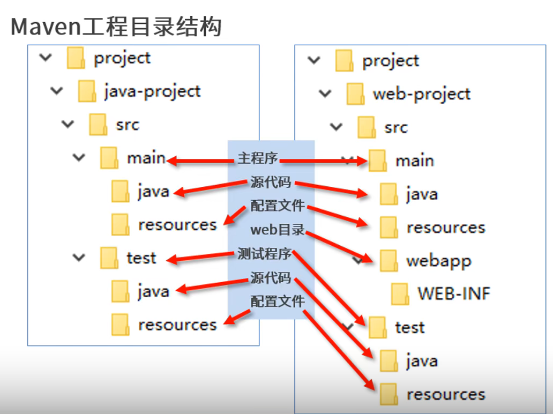 Maven工程目录结构
project
java-project
src
main
java
resources
test
java
resources
主程序
源代码
配置文件
web目录
测试程序
源代码
配置文件
project
web-project
src
main
java
resources
webapp
WEB-INF
test
java
resources